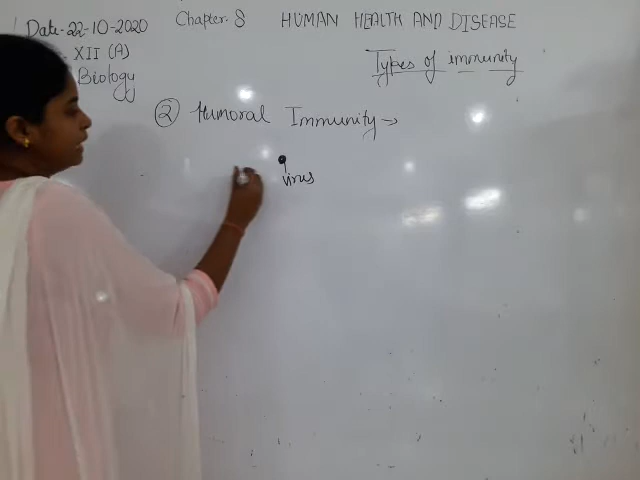 Date-22-10-2020
Chapter. 8 HUMAN HEALTH AND DISEASE
XII (A)
Biology
Types of immunity
② Humoral Immunity →
virus